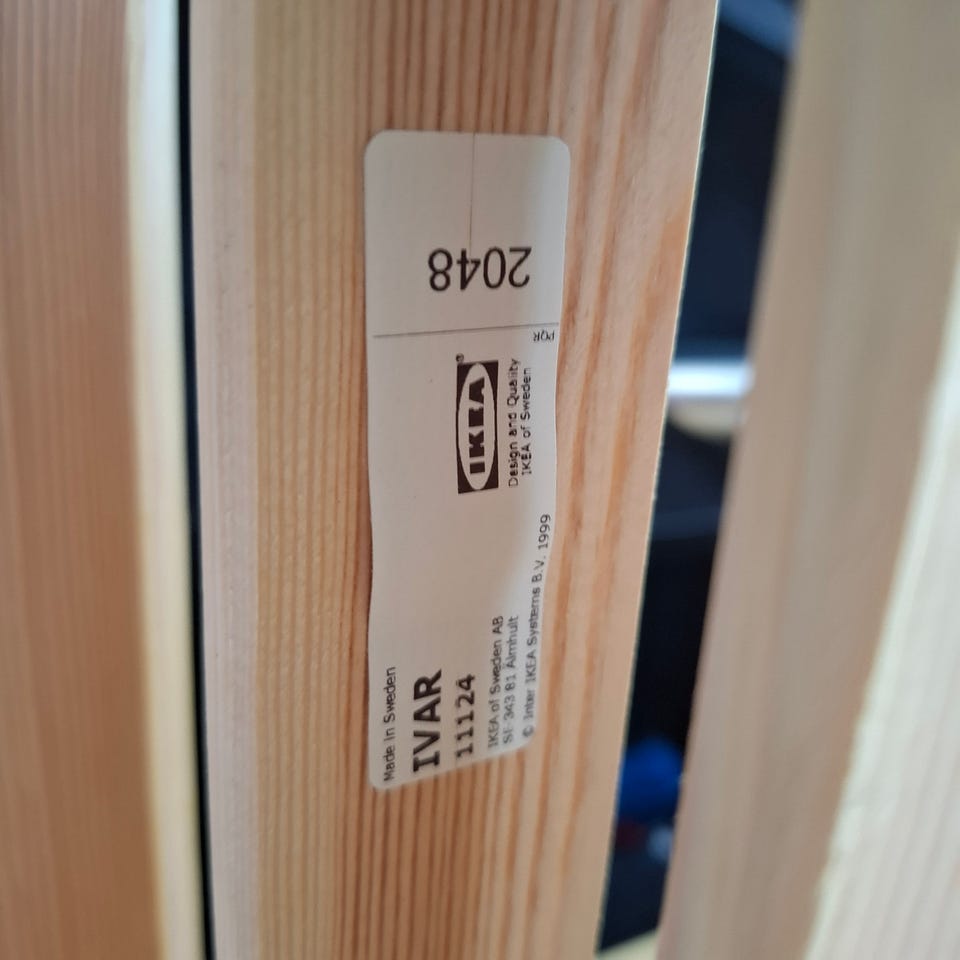 Made in Sweden
IVAR
11124
IKEA of Sweden AB
SE-343 81 Älmhult
© Inter IKEA Systems B.V. 1999
IKEA®
Design and Quality
IKEA of Sweden
PQR
2048